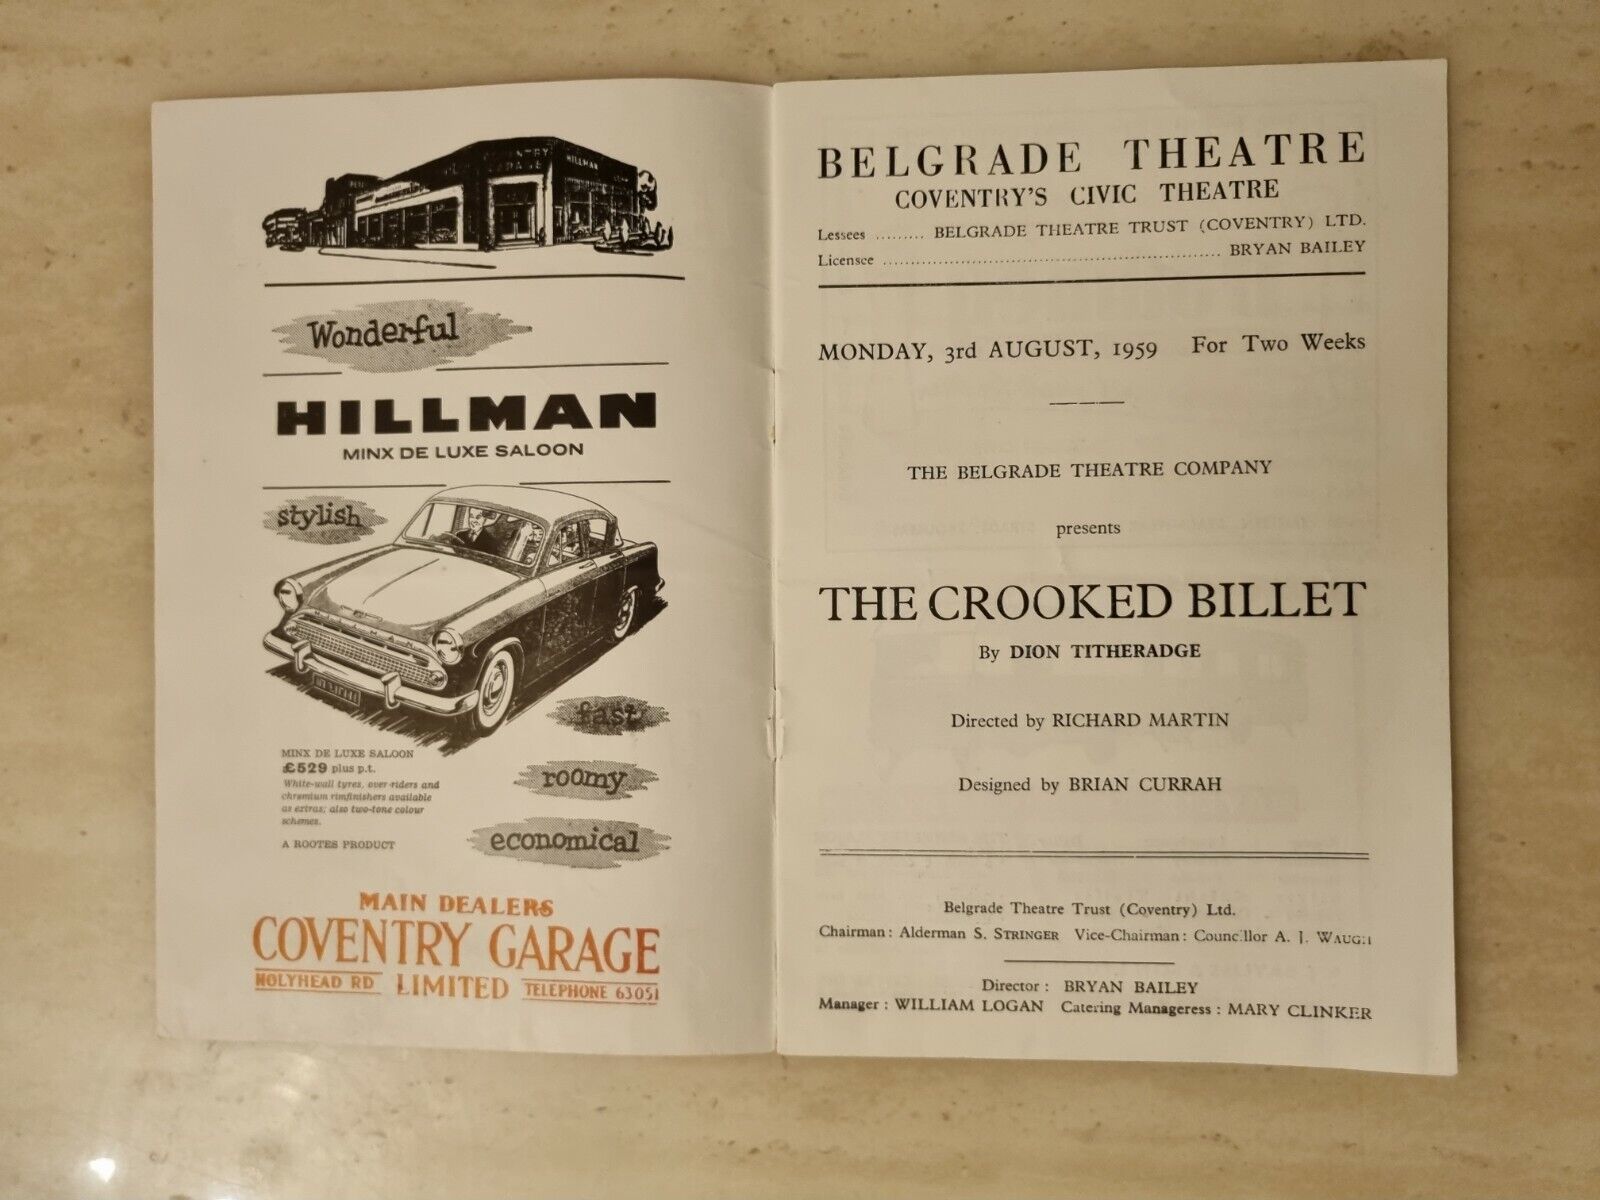 COVENTRY
GARAGE
HILLMAN
Wonderful
HILLMAN
MINX DE LUXE SALOON
stylish
HILLMAN
fast
MINX DE LUXE SALOON
£529 plus p.t.
White-wall tyres, over-riders and
chromium rimfinishers available
as extras; also two-tone colour
schemes.
roomy
A ROOTES PRODUCT
economical
MAIN DEALERS
COVENTRY GARAGE
HOLYHEAD RD LIMITED TELEPHONE 63051
BELGRADE THEATRE
COVENTRY'S CIVIC THEATRE
Lessees ......... BELGRADE THEATRE TRUST (COVENTRY) LTD.
Licensee ............................................................ BRYAN BAILEY
MONDAY, 3rd AUGUST, 1959 For Two Weeks
THE BELGRADE THEATRE COMPANY
presents
THE CROOKED BILLET
By DION TITHERADGE
Directed by RICHARD MARTIN
Designed by BRIAN CURRAH
Belgrade Theatre Trust (Coventry) Ltd.
Chairman: Alderman S. STRINGER Vice-Chairman: Councillor A. J. WAUGH
Director: BRYAN BAILEY
Manager: WILLIAM LOGAN Catering Manageress: MARY CLINKER